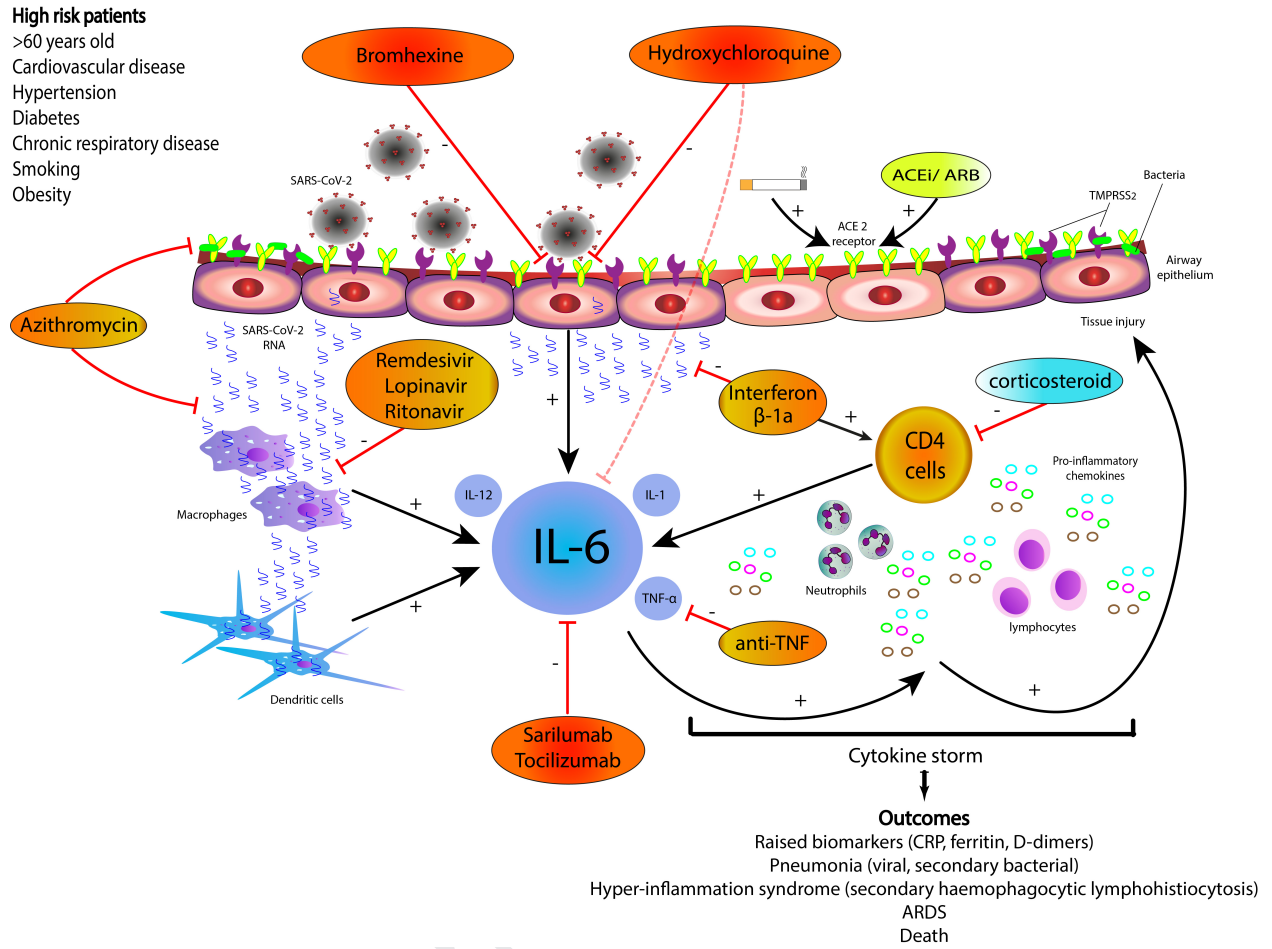 High risk patients
>60 years old
Cardiovascular disease
Hypertension
Diabetes
Chronic respiratory disease
Smoking
Obesity
Bromhexine
Hydroxychloroquine
-
-
SARS-CoV-2
ACEi/ ARB
+
+
ACE 2
receptor
TMPRSS2
Bacteria
Airway
epithelium
Azithromycin
SARS-CoV-2
RNA
Remdesivir
Lopinavir
Ritonavir
-
+
-
Interferon
β-1a
+
corticosteroid
-
Tissue injury
CD4
cells
Pro-inflammatory
chemokines
Macrophages
+
IL-12
IL-1
IL-6
+
Neutrophils
lymphocytes
TNF-α
-
anti-TNF
+
Dendritic cells
-
Sarilumab
Tocilizumab
+
+
Cytokine storm
Outcomes
Raised biomarkers (CRP, ferritin, D-dimers)
Pneumonia (viral, secondary bacterial)
Hyper-inflammation syndrome (secondary haemophagocytic lymphohistiocytosis)
ARDS
Death